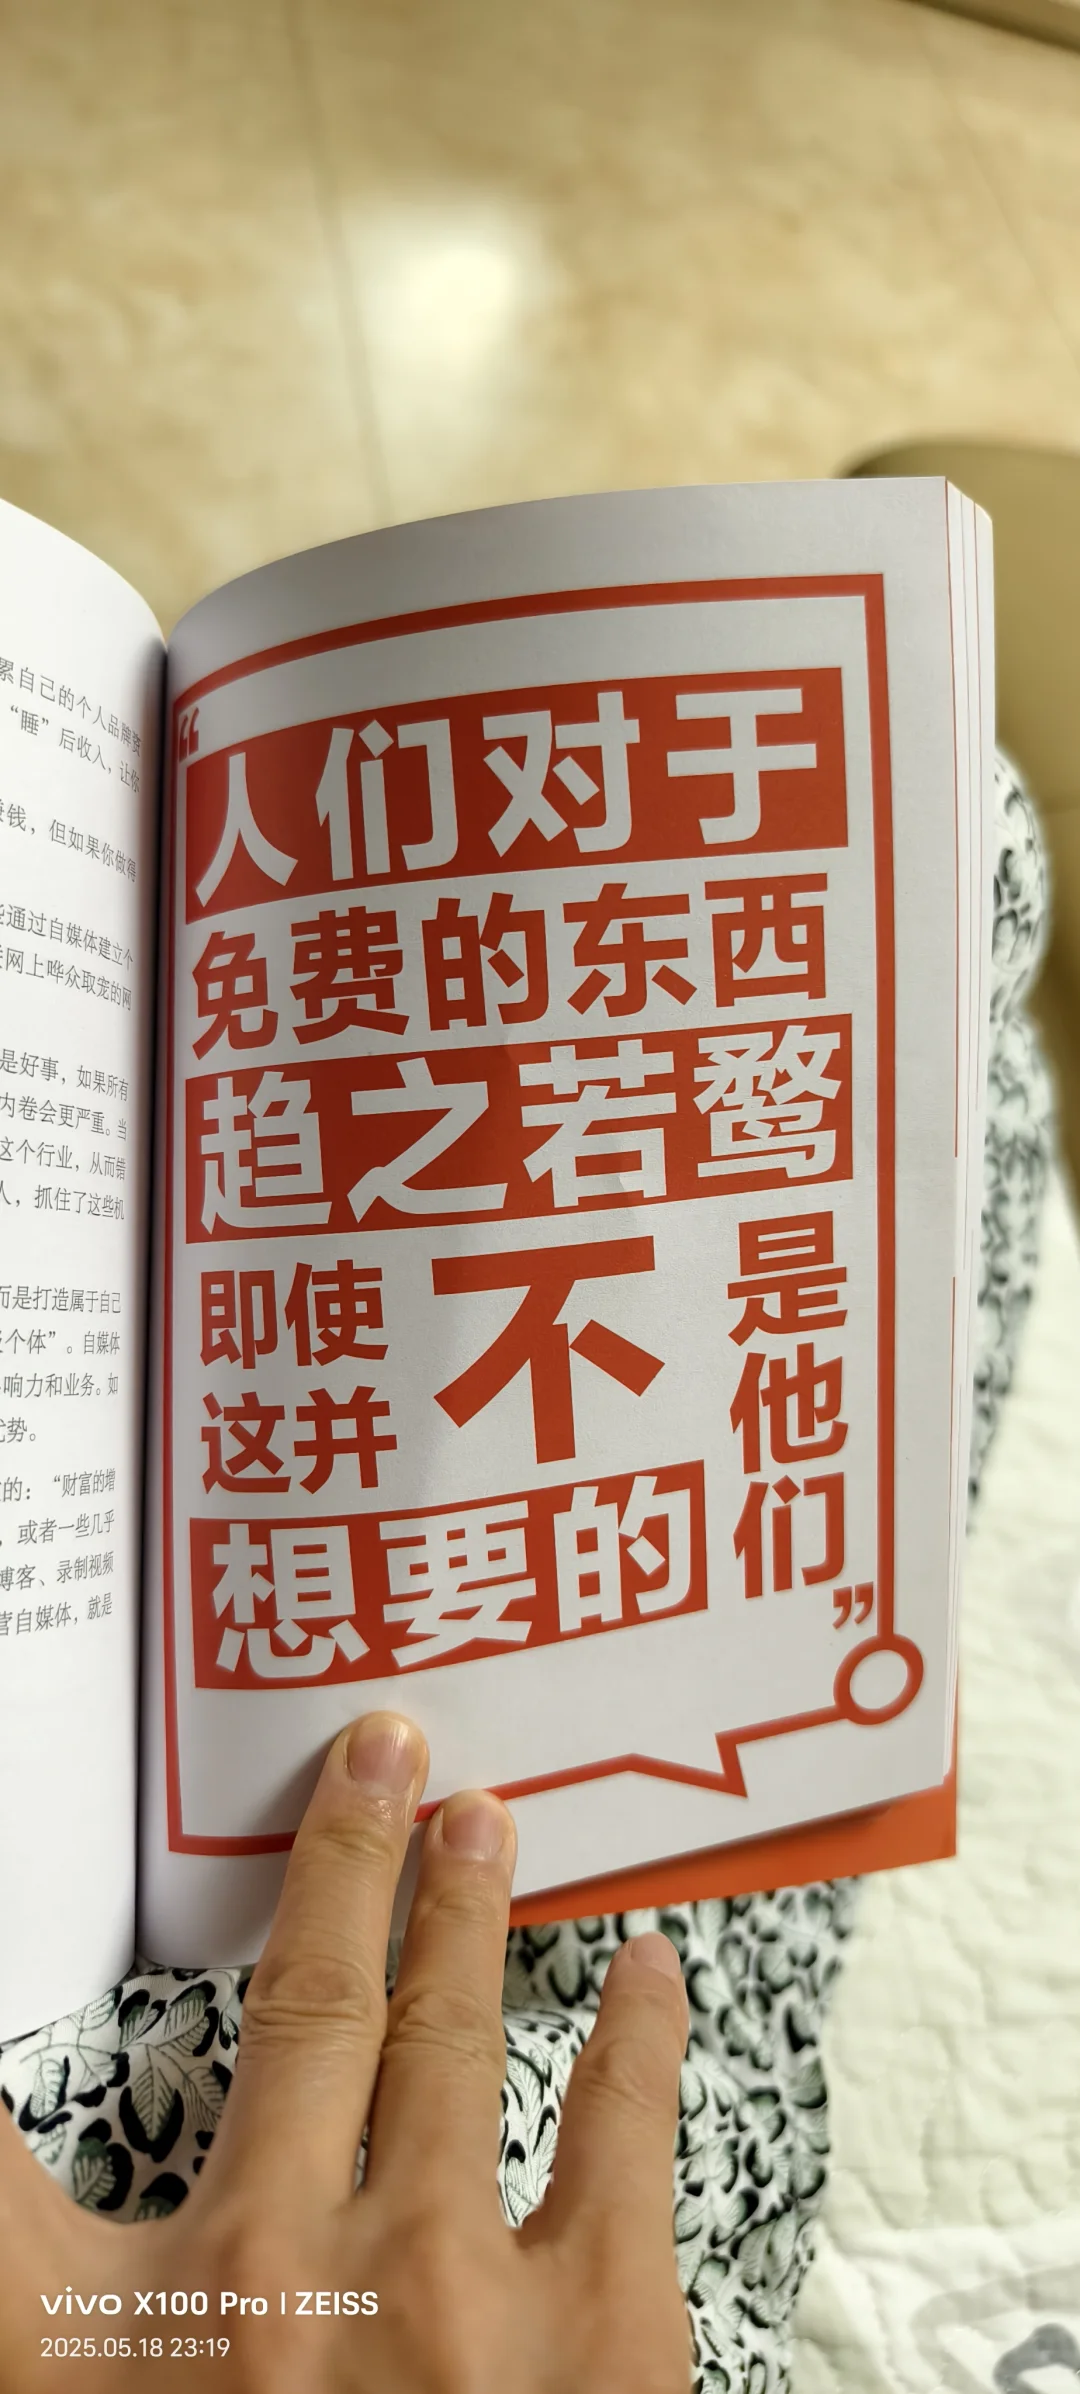 累自己的个人品牌资
“睡”后收入，让你
赚钱，但如果你做得
些通过自媒体建立个
关网上哗众取宠的网
是好事，如果所有
内卷会更严重。当
这个行业，从而错
人，抓住了这些机
而是打造属于自己
及个体”。自媒体
响力和业务。如
优势。
的：“财富的增
，或者一些几乎
博客、录制视频
营自媒体，就是
“人们对于
免费的东西
趋之若鹜
即使
这并
不
是他们”
想要的
vivo X100 Pro | ZEISS
2025.05.18 23:19